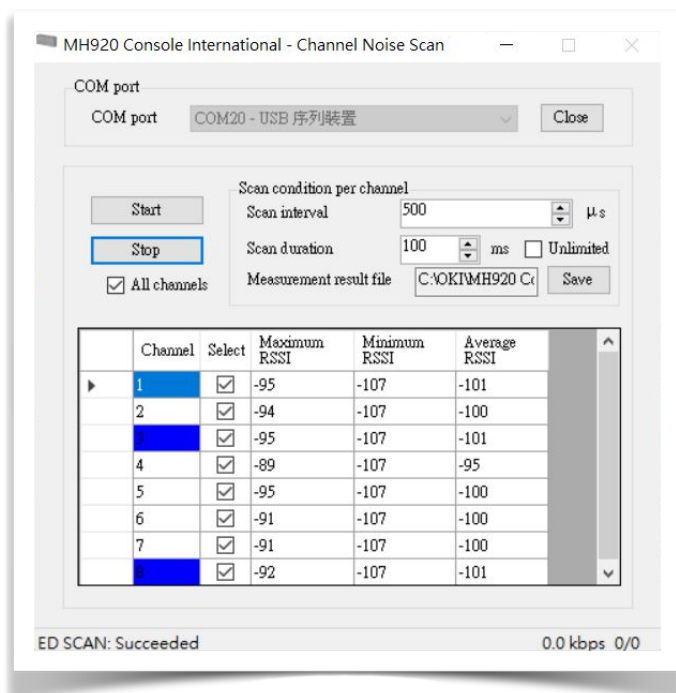 MH920 Console International - Channel Noise Scan
COM port
COM port COM20 - USB 序列裝置 Close
Scan condition per channel
Start Scan interval 500 μs
Stop Scan duration 100 ms Unlimited
All channels Measurement result file C:\OKI\MH920 Co Save
Channel Select Maximum RSSI Minimum RSSI Average RSSI
1 -95 -107 -101
2 -94 -107 -100
3 -95 -107 -101
4 -89 -107 -95
5 -95 -107 -100
6 -91 -107 -100
7 -91 -107 -100
8 -92 -107 -101
ED SCAN: Succeeded 0.0 kbps 0/0